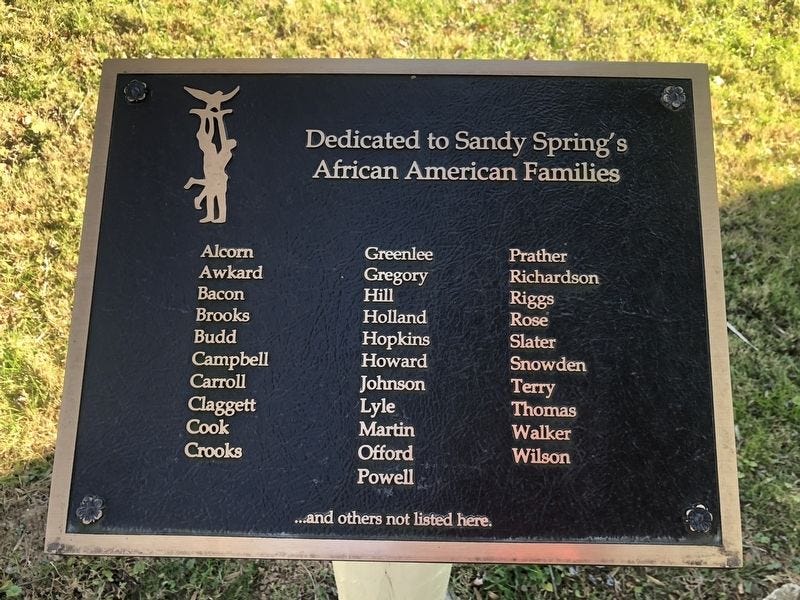 Dedicated to Sandy Spring's
African American Families
Alcorn
Awkard
Bacon
Brooks
Budd
Campbell
Carroll
Claggett
Cook
Crooks
Greenlee
Gregory
Hill
Holland
Hopkins
Howard
Johnson
Lyle
Martin
Offord
Powell
Prather
Richardson
Riggs
Rose
Slater
Snowden
Terry
Thomas
Walker
Wilson
...and others not listed here.